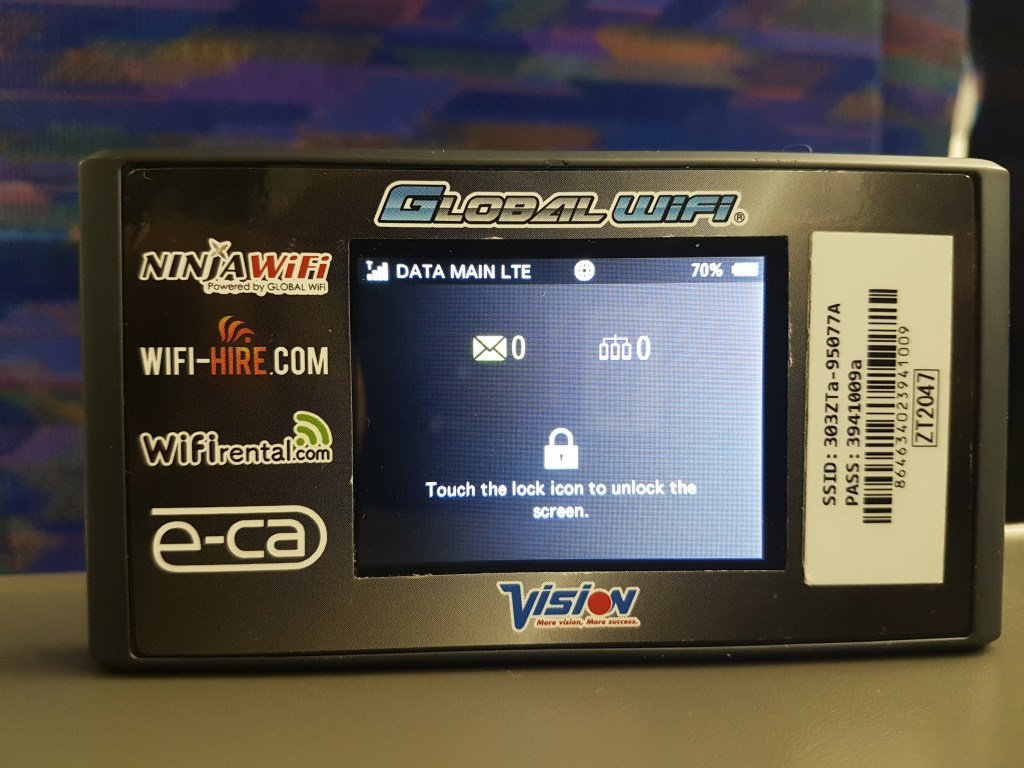 GLOBAL WiFi®
NINJA WiFi
Powered by GLOBAL WiFi
WIFI-HIRE.COM
WiFirental.com
e-ca
DATA MAIN LTE
70%
0
0
Touch the lock icon to unlock the
screen.
VISION
More vision, More success.
SSID: 303ZTa-95077A
PASS: 3941009a
864634023941009
ZT2047